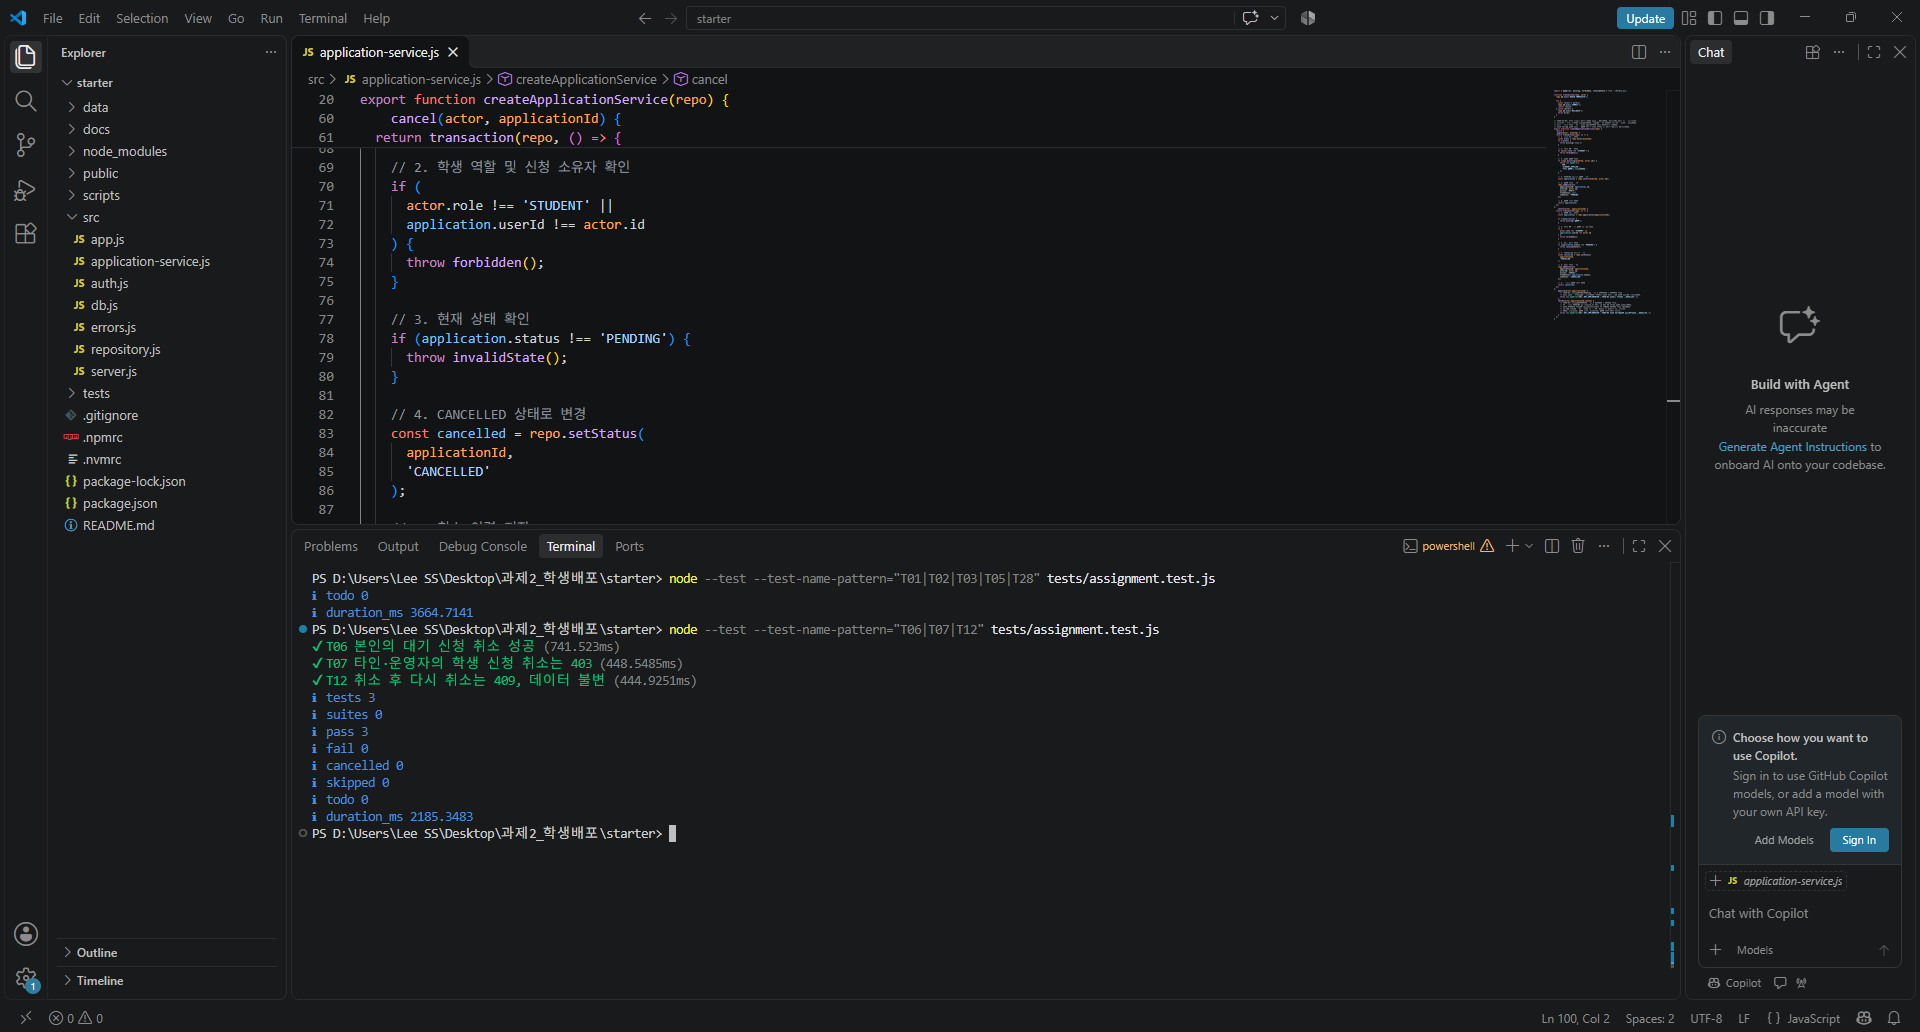 File Edit Selection View Go Run Terminal Help
starter
Update
Explorer
starter
data
docs
node_modules
public
scripts
src
JS app.js
JS application-service.js
JS auth.js
JS db.js
JS errors.js
JS repository.js
JS server.js
tests
.gitignore
.npmrc
.nvmrc
{} package-lock.json
{} package.json
README.md
Outline
Timeline
JS application-service.js
src > JS application-service.js > createApplicationService > cancel
20 export function createApplicationService(repo) {
60 cancel(actor, applicationId) {
61 return transaction(repo, () => {
68
69 // 2. 학생 역할 및 신청 소유자 확인
70 if (
71 actor.role !== 'STUDENT' ||
72 application.userId !== actor.id
73 ) {
74 throw forbidden();
75 }
76
77 // 3. 현재 상태 확인
78 if (application.status !== 'PENDING') {
79 throw invalidState();
80 }
81
82 // 4. CANCELLED 상태로 변경
83 const cancelled = repo.setStatus(
84 applicationId,
85 'CANCELLED'
86 );
87
Problems Output Debug Console Terminal Ports
powershell
PS D:\Users\Lee SS\Desktop\과제2_학생배포\starter> node --test --test-name-pattern="T01|T02|T03|T05|T28" tests/assignment.test.js
ℹ todo 0
ℹ duration_ms 3664.7141
PS D:\Users\Lee SS\Desktop\과제2_학생배포\starter> node --test --test-name-pattern="T06|T07|T12" tests/assignment.test.js
✔ T06 본인의 대기 신청 취소 성공 (741.523ms)
✔ T07 타인·운영자의 학생 신청 취소는 403 (448.5485ms)
✔ T12 취소 후 다시 취소는 409, 데이터 불변 (444.9251ms)
ℹ tests 3
ℹ suites 0
ℹ pass 3
ℹ fail 0
ℹ cancelled 0
ℹ skipped 0
ℹ todo 0
ℹ duration_ms 2185.3483
PS D:\Users\Lee SS\Desktop\과제2_학생배포\starter>
Chat
Build with Agent
AI responses may be
inaccurate
Generate Agent Instructions to
onboard AI onto your codebase.
Choose how you want to
use Copilot.
Sign in to use GitHub Copilot
models, or add a model with
your own API key.
Add Models Sign In
JS application-service.js
Chat with Copilot
Models
Copilot
1
0 0
Ln 100, Col 2 Spaces: 2 UTF-8 LF {} JavaScript